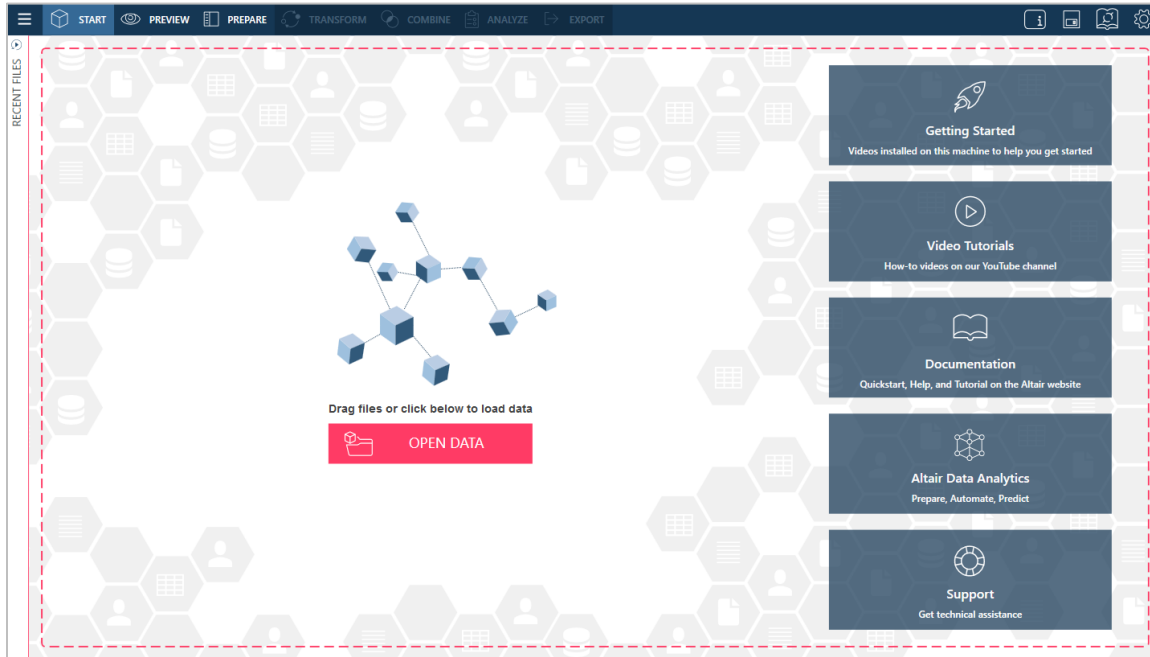 START PREVIEW PREPARE TRANSFORM COMBINE ANALYZE EXPORT
RECENT FILES
Getting Started
Videos installed on this machine to help you get started
Video Tutorials
How-to videos on our YouTube channel
Documentation
Quickstart, Help, and Tutorial on the Altair website
Drag files or click below to load data
OPEN DATA
Altair Data Analytics
Prepare, Automate, Predict
Support
Get technical assistance